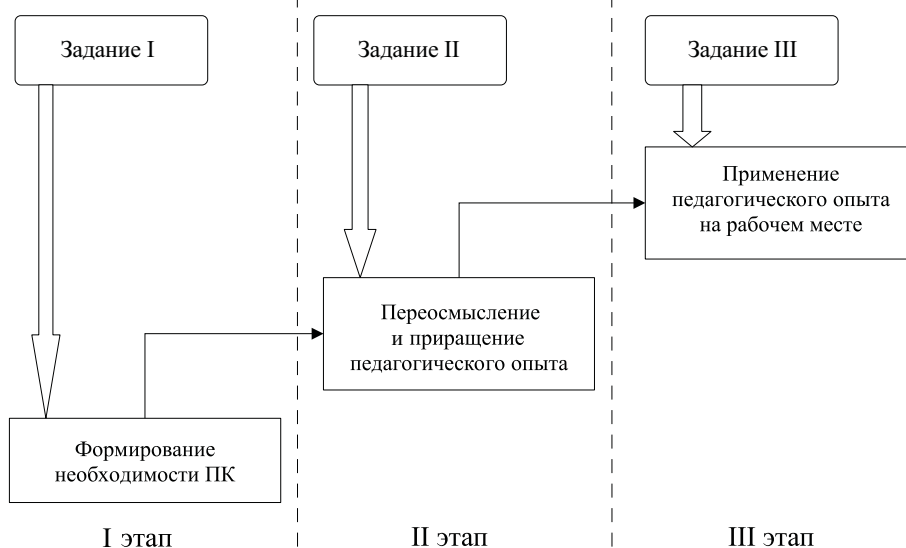 Задание I
Задание II
Задание III
Применение
педагогического опыта
на рабочем месте
Переосмысление
и приращение
педагогического опыта
Формирование
необходимости ПК
I этап
II этап
III этап